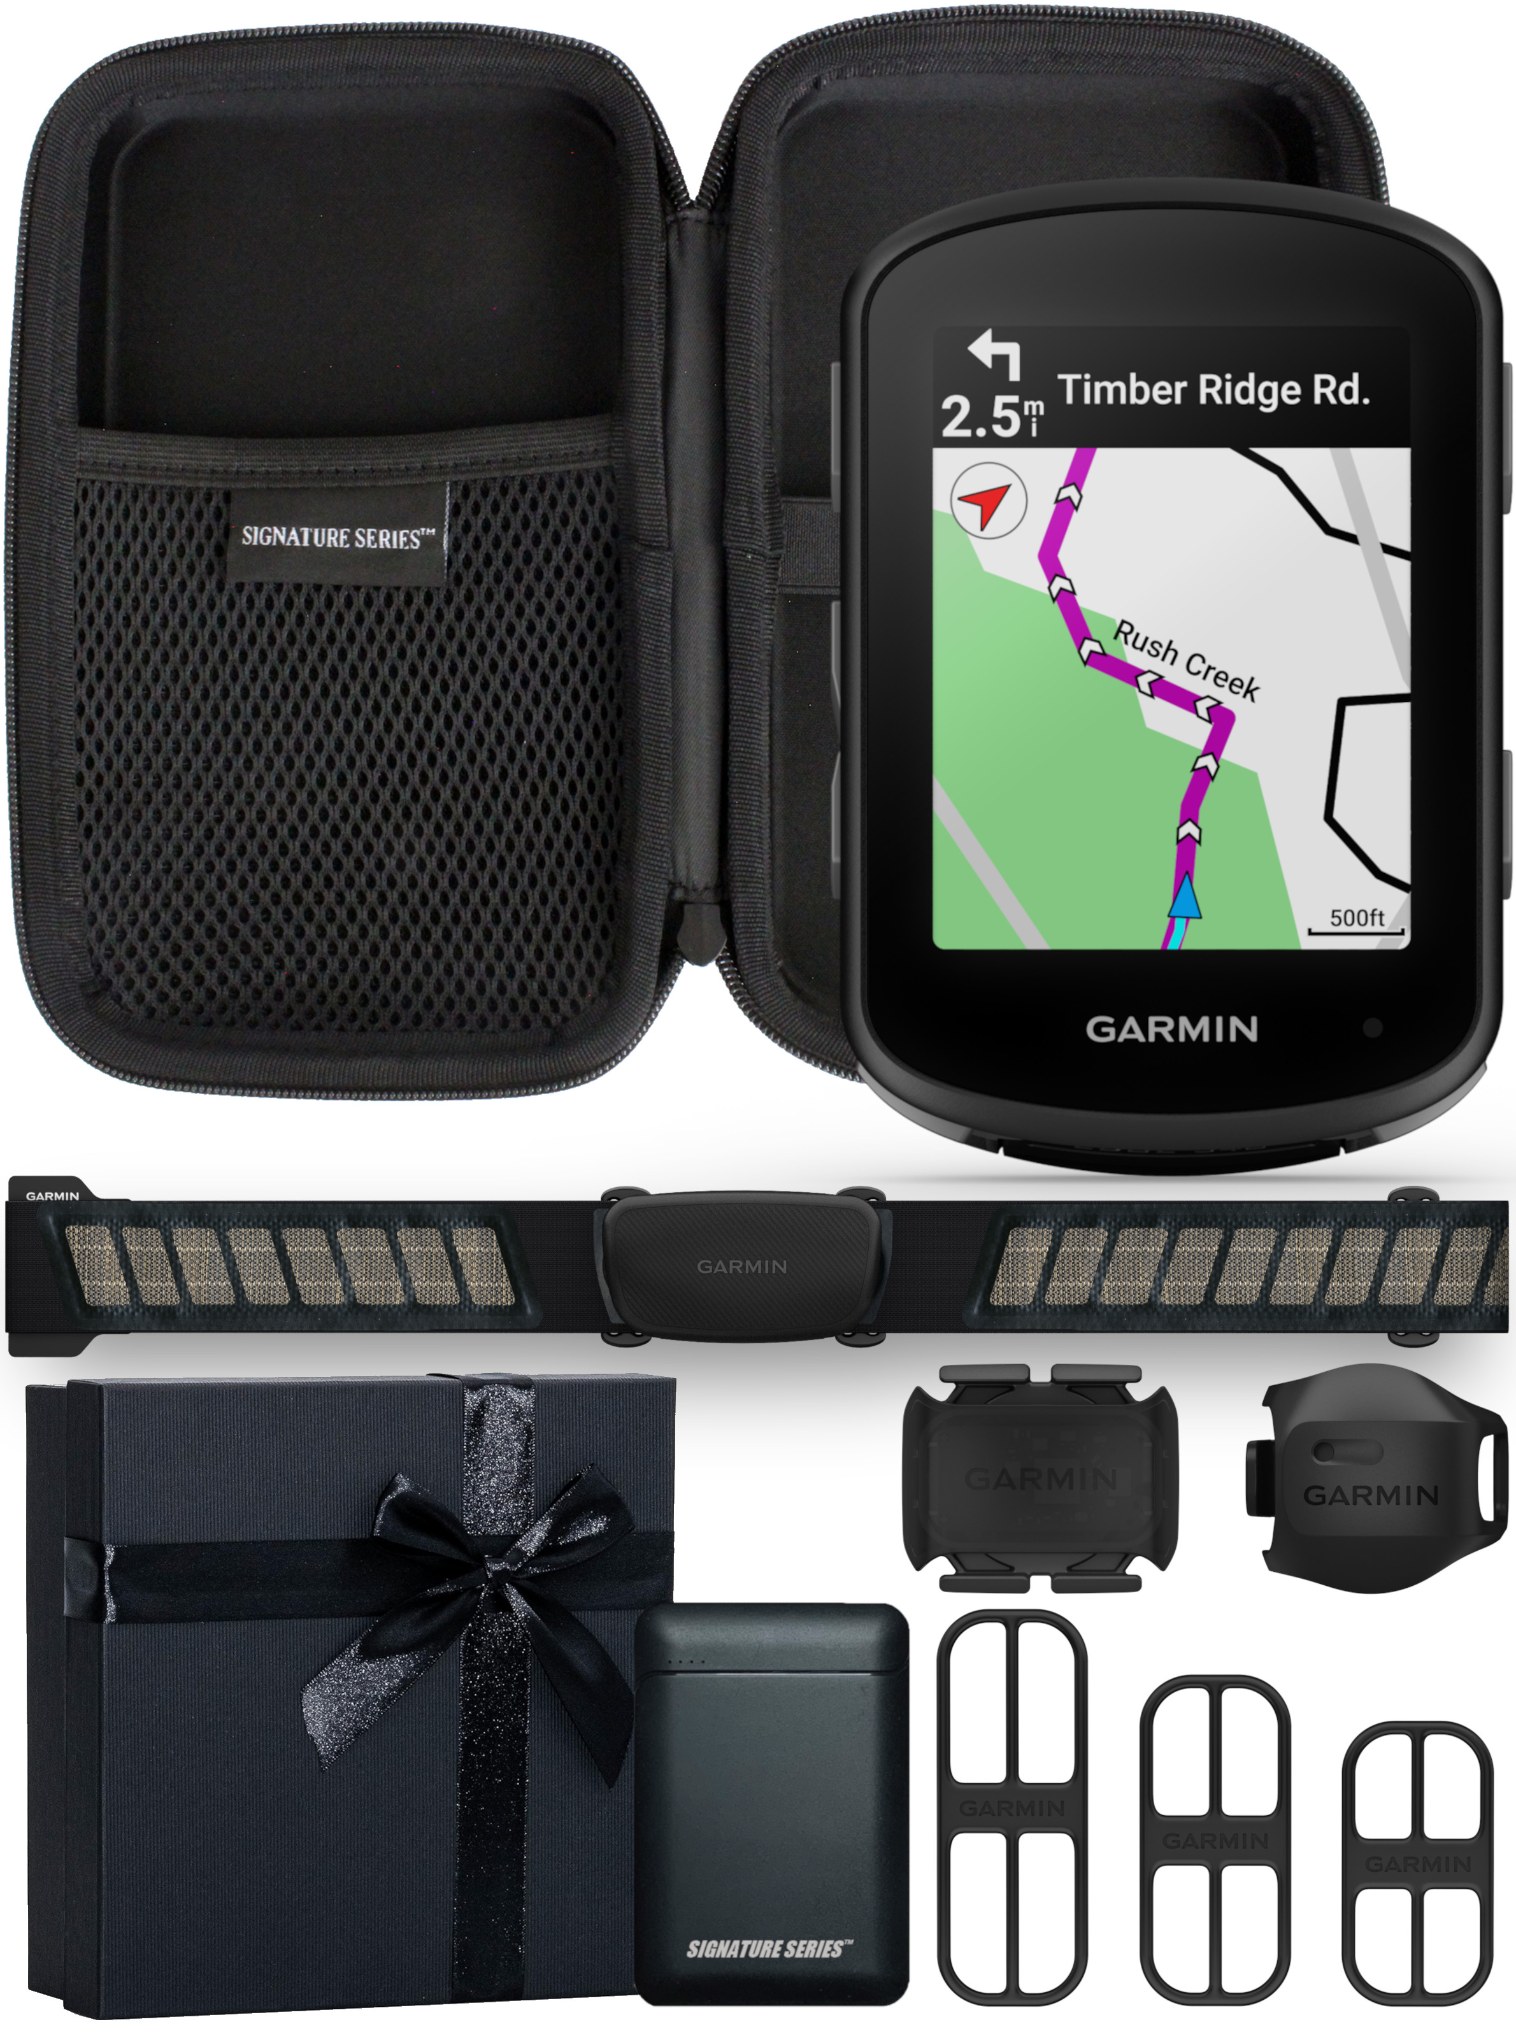 SIGNATURE SERIES™
2.5 mi
Timber Ridge Rd.
Rush Creek
500ft
GARMIN
GARMIN
GARMIN
GARMIN
GARMIN
GARMIN
GARMIN
GARMIN
SIGNATURE SERIES™